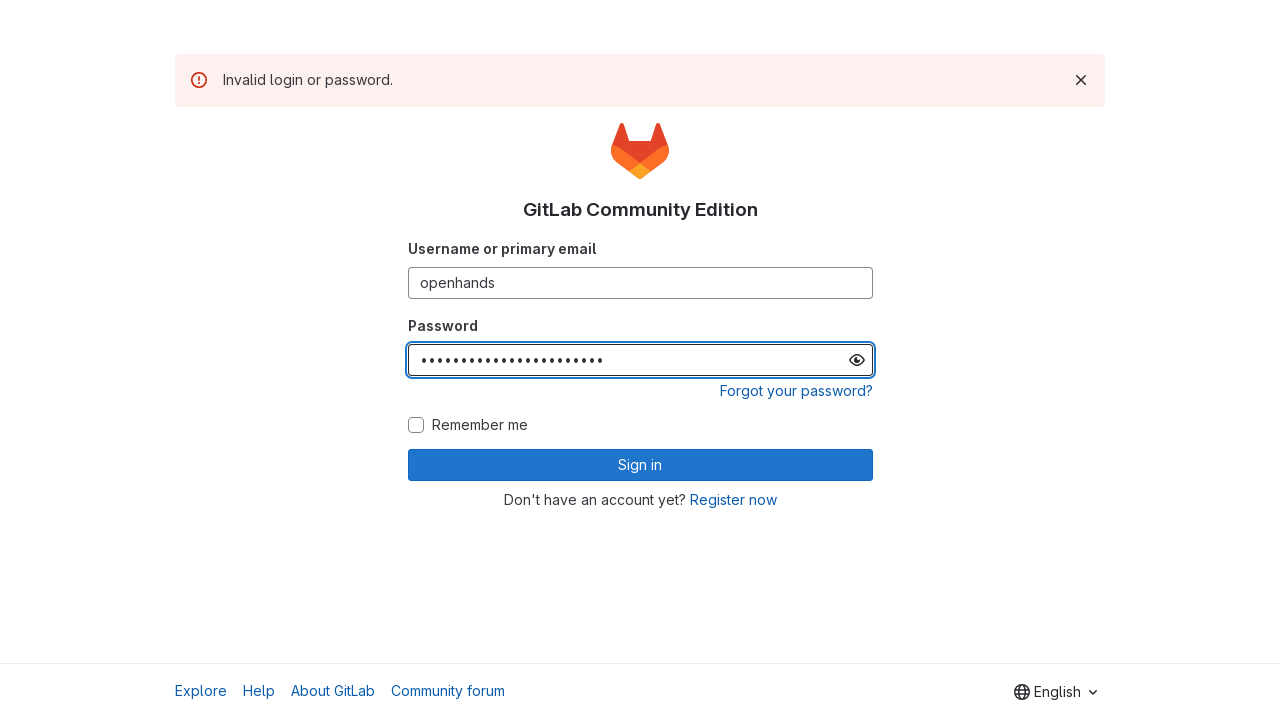 Invalid login or password.
GitLab Community Edition
Username or primary email
openhands
Password
•••••••••••••••••••••••
Forgot your password?
Remember me
Sign in
Don't have an account yet? Register now
Explore Help About GitLab Community forum English